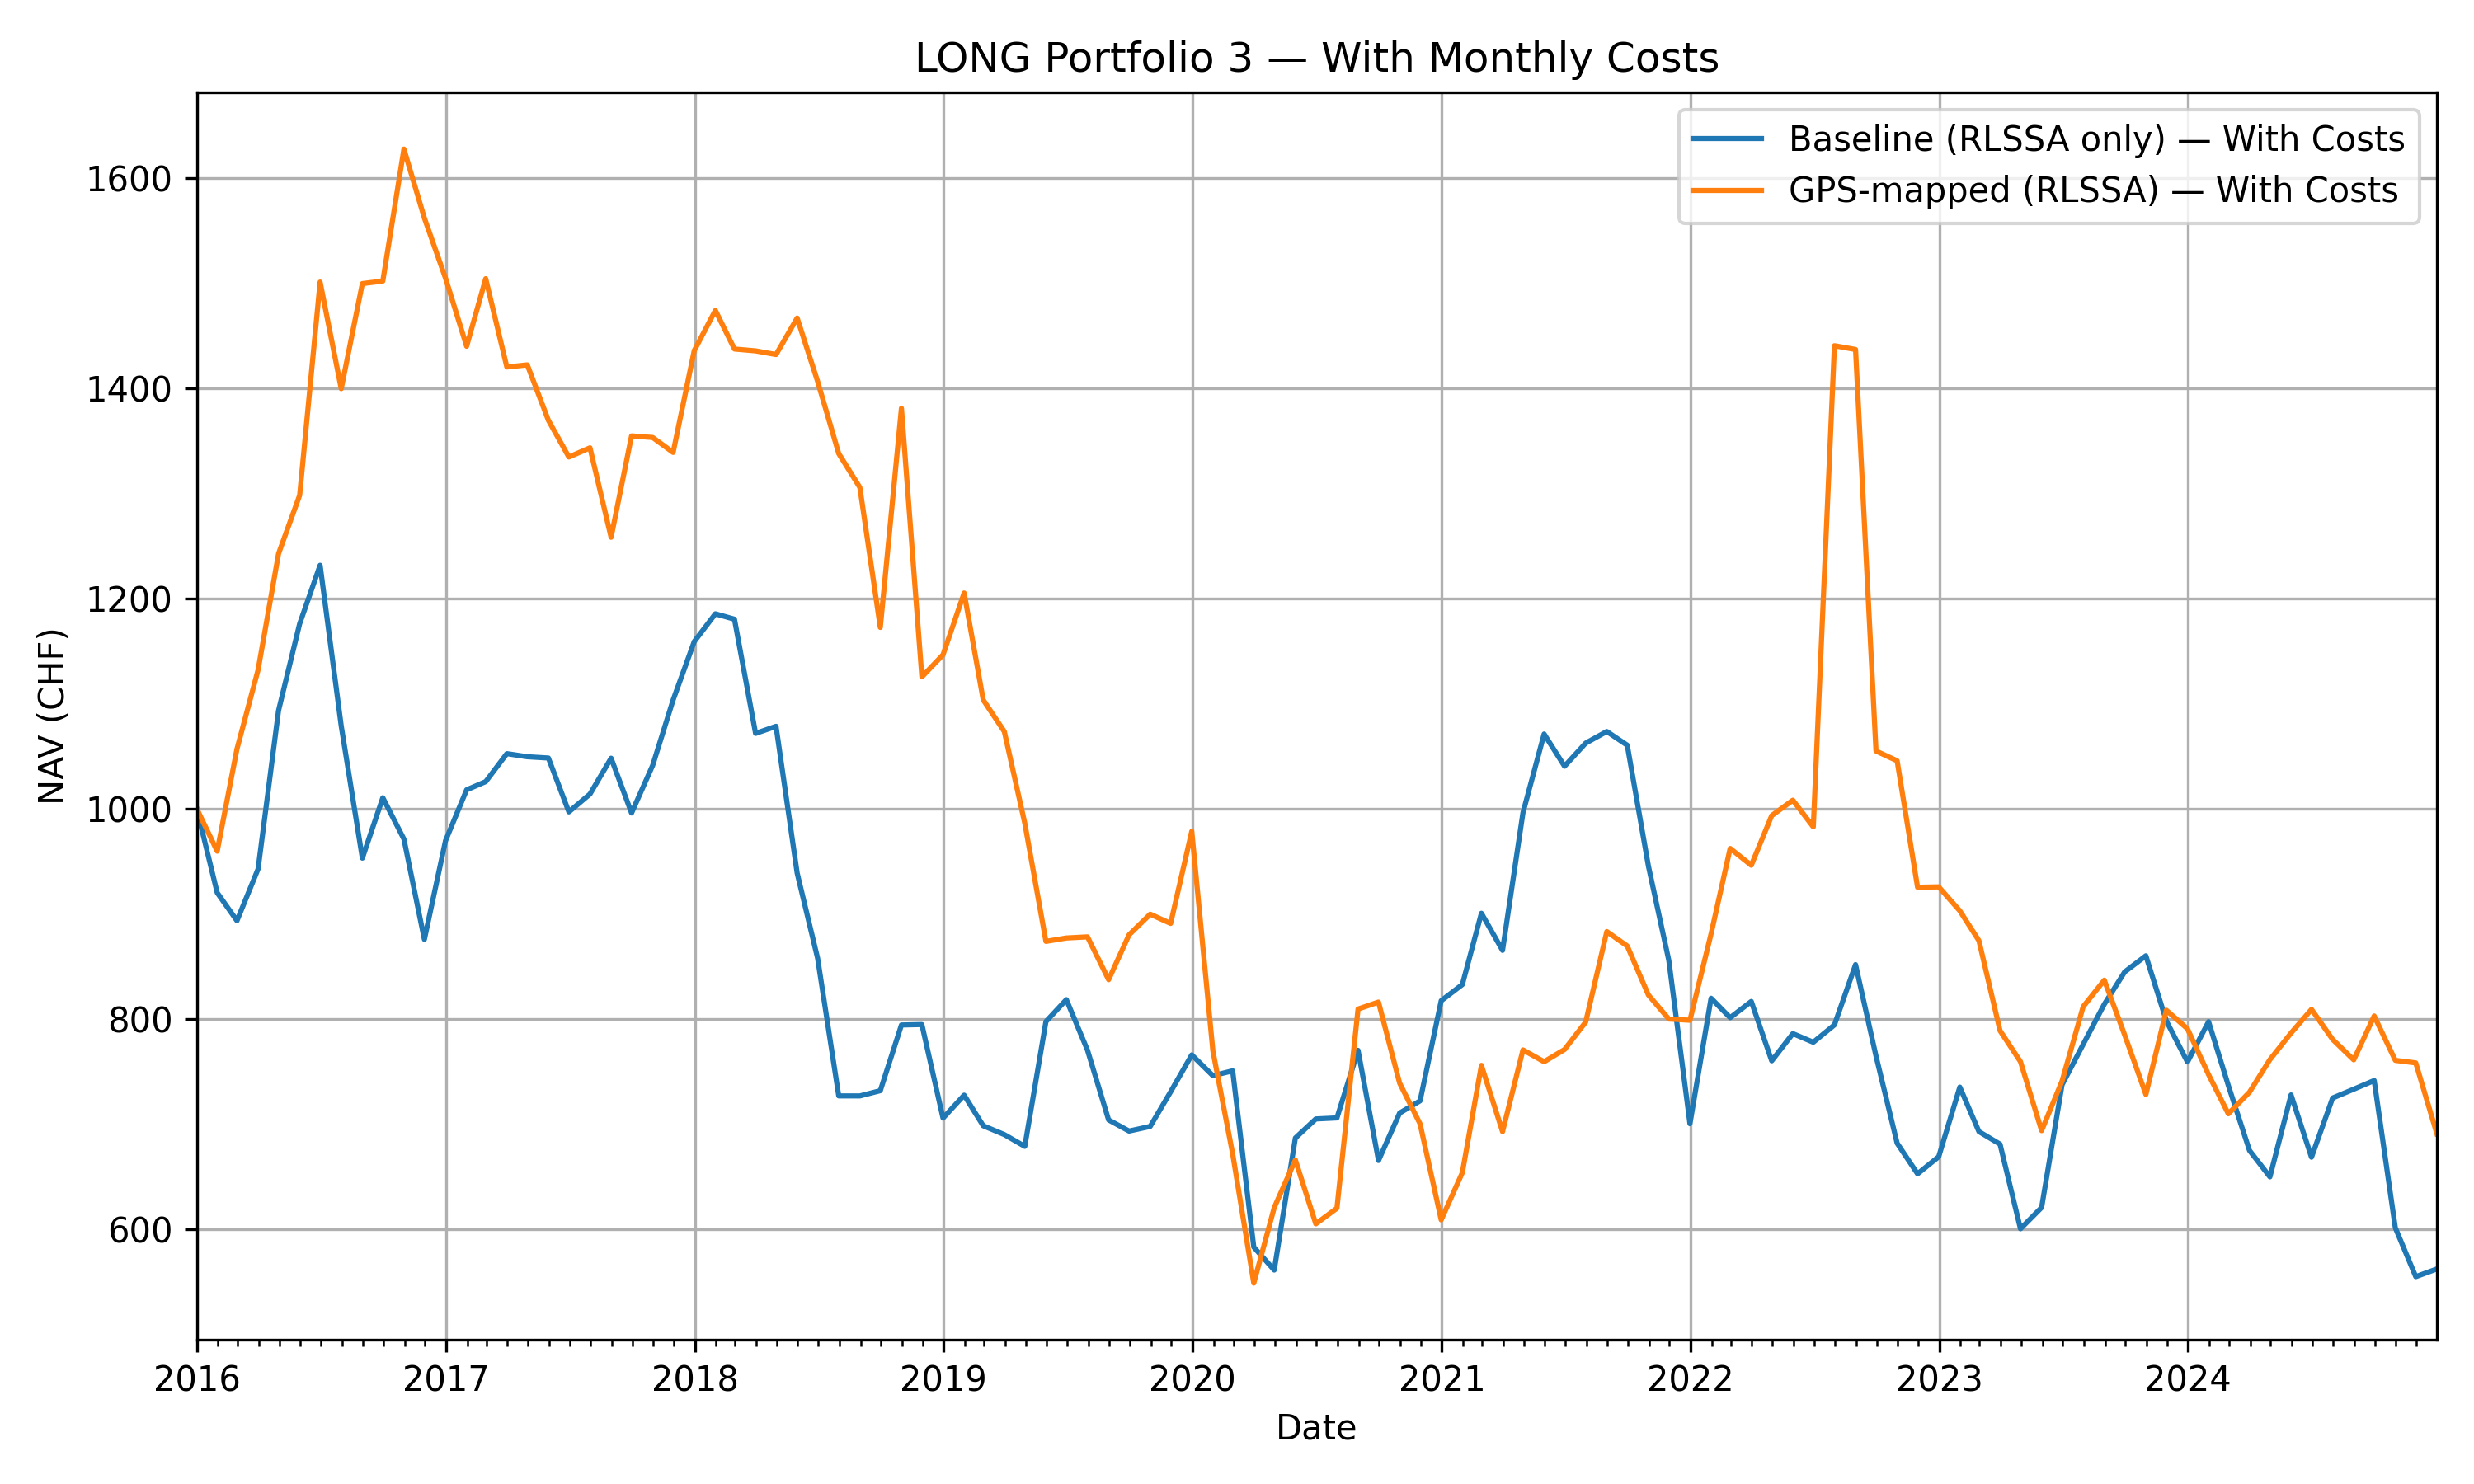 LONG Portfolio 3 — With Monthly Costs
Baseline (RLSSA only) — With Costs
GPS-mapped (RLSSA) — With Costs
1600
1400
1200
1000
800
600
NAV (CHF)
2016 2017 2018 2019 2020 2021 2022 2023 2024
Date